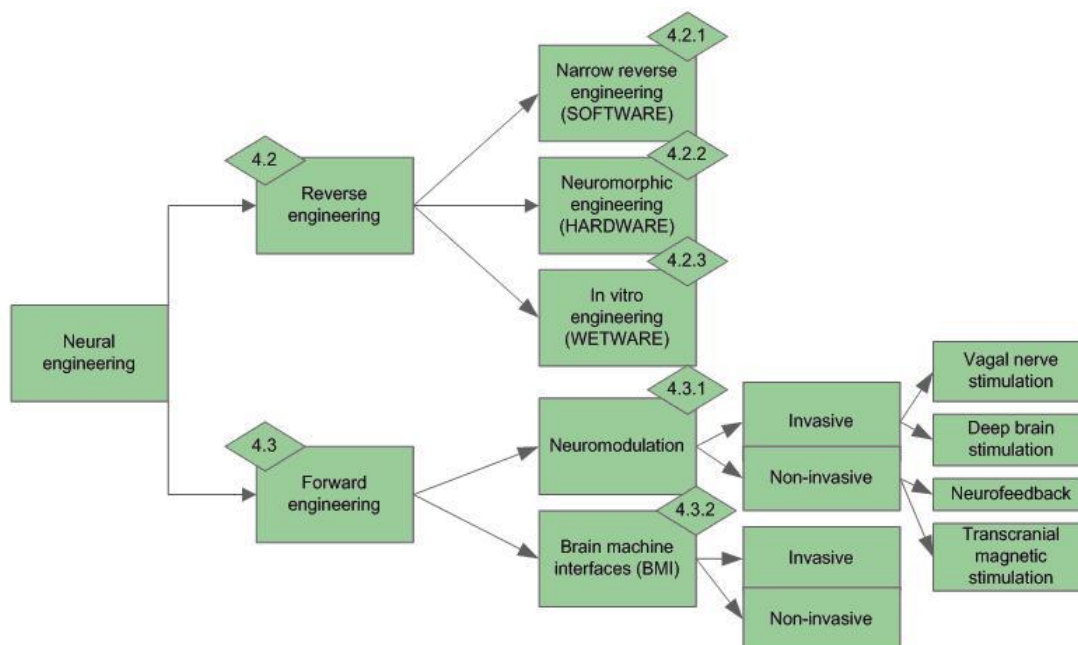 4.2.1
Narrow reverse
engineering
(SOFTWARE)
4.2
Reverse
engineering
4.2.2
Neuromorphic
engineering
(HARDWARE)
4.2.3
In vitro
engineering
(WETWARE)
Neural
engineering
4.3
Forward
engineering
4.3.1
Neuromodulation
Invasive
Non-invasive
Vagal nerve
stimulation
Deep brain
stimulation
Neurofeedback
Transcranial
magnetic
stimulation
4.3.2
Brain machine
interfaces (BMI)
Invasive
Non-invasive